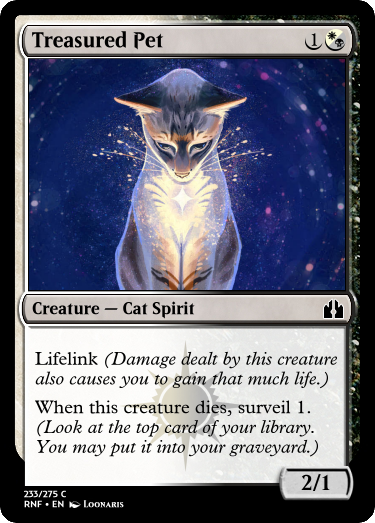 Treasured Pet 1
Creature — Cat Spirit
Lifelink (Damage dealt by this creature
also causes you to gain that much life.)
When this creature dies, surveil 1.
(Look at the top card of your library.
You may put it into your graveyard.)
2/1
233/275 C
RNF • EN Loonaris